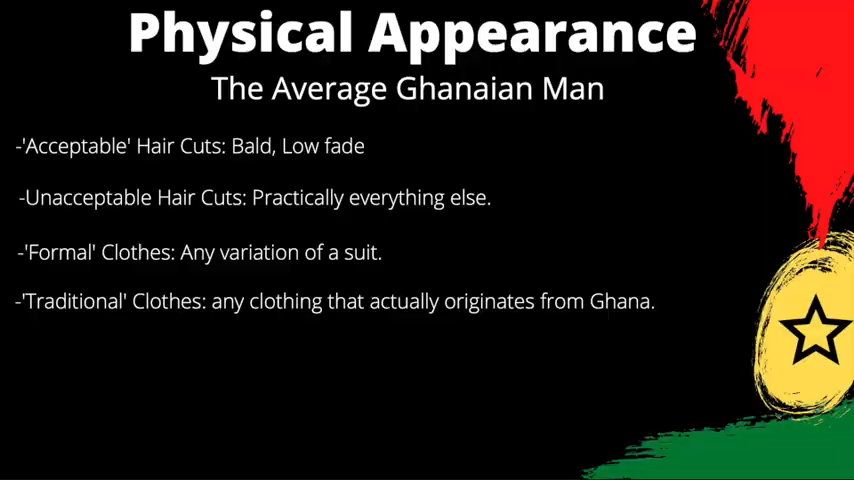 Physical Appearance
The Average Ghanaian Man
-'Acceptable' Hair Cuts: Bald, Low fade
-Unacceptable Hair Cuts: Practically everything else.
-'Formal' Clothes: Any variation of a suit.
-'Traditional' Clothes: any clothing that actually originates from Ghana.